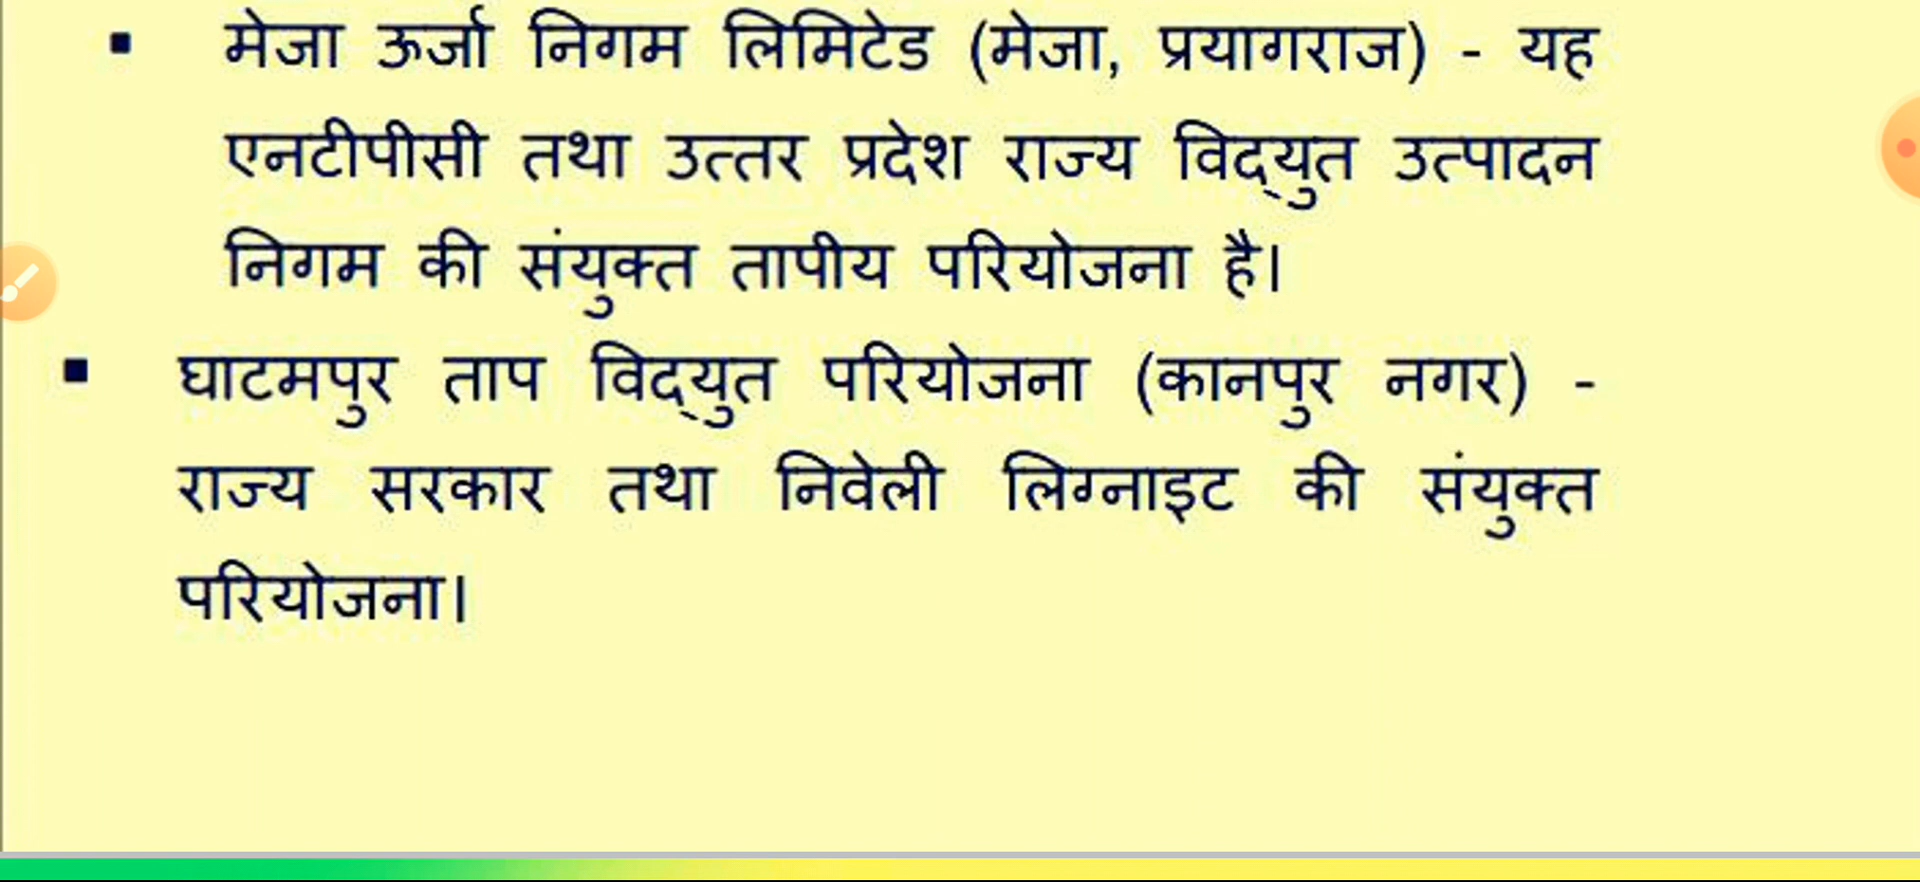 ▪ मेजा ऊर्जा निगम लिमिटेड (मेजा, प्रयागराज) - यह
एनटीपीसी तथा उत्तर प्रदेश राज्य विद्युत उत्पादन
निगम की संयुक्त तापीय परियोजना है।
▪ घाटमपुर ताप विद्युत परियोजना (कानपुर नगर) -
राज्य सरकार तथा निवेली लिग्नाइट की संयुक्त
परियोजना।